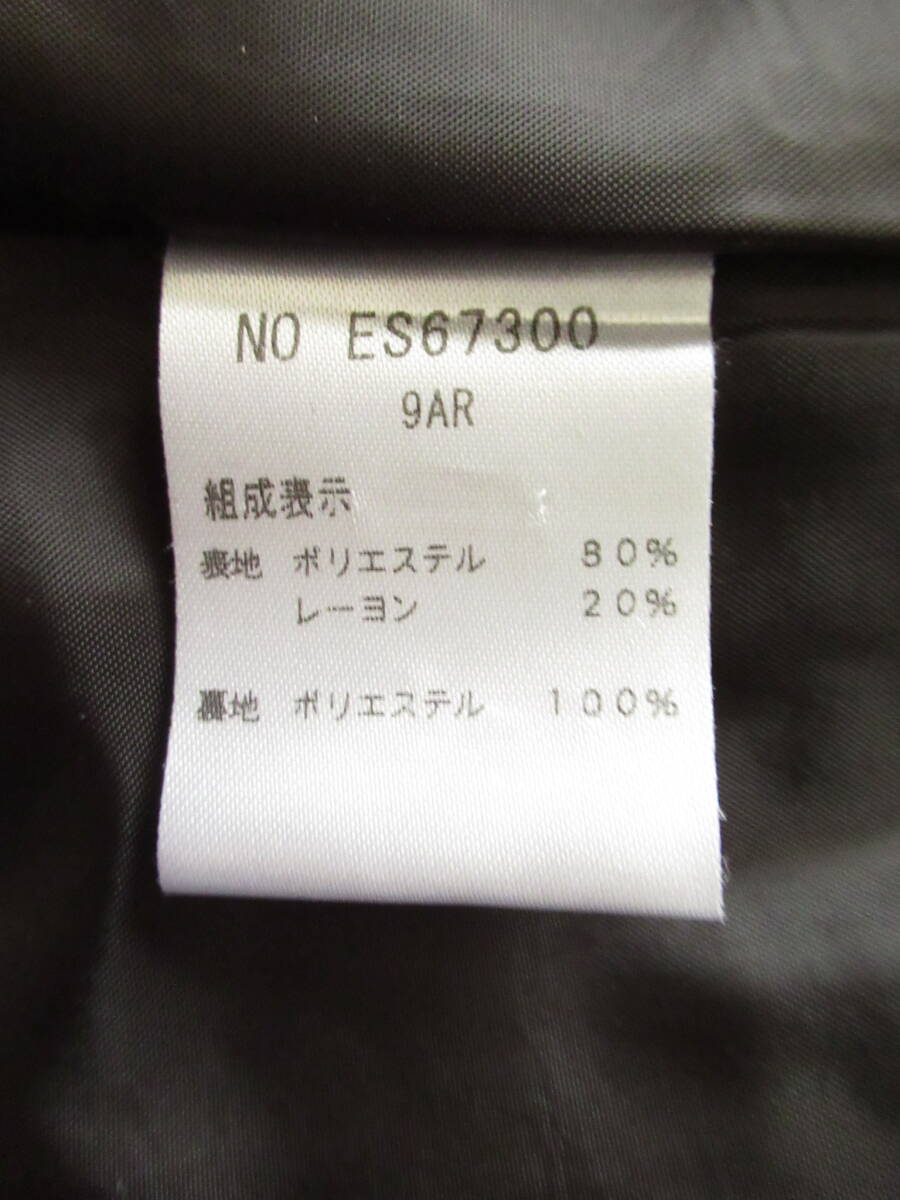 NO ES67300
9AR
組成表示
表地 ポリエステル 80%
レーヨン 20%
裏地 ポリエステル 100%